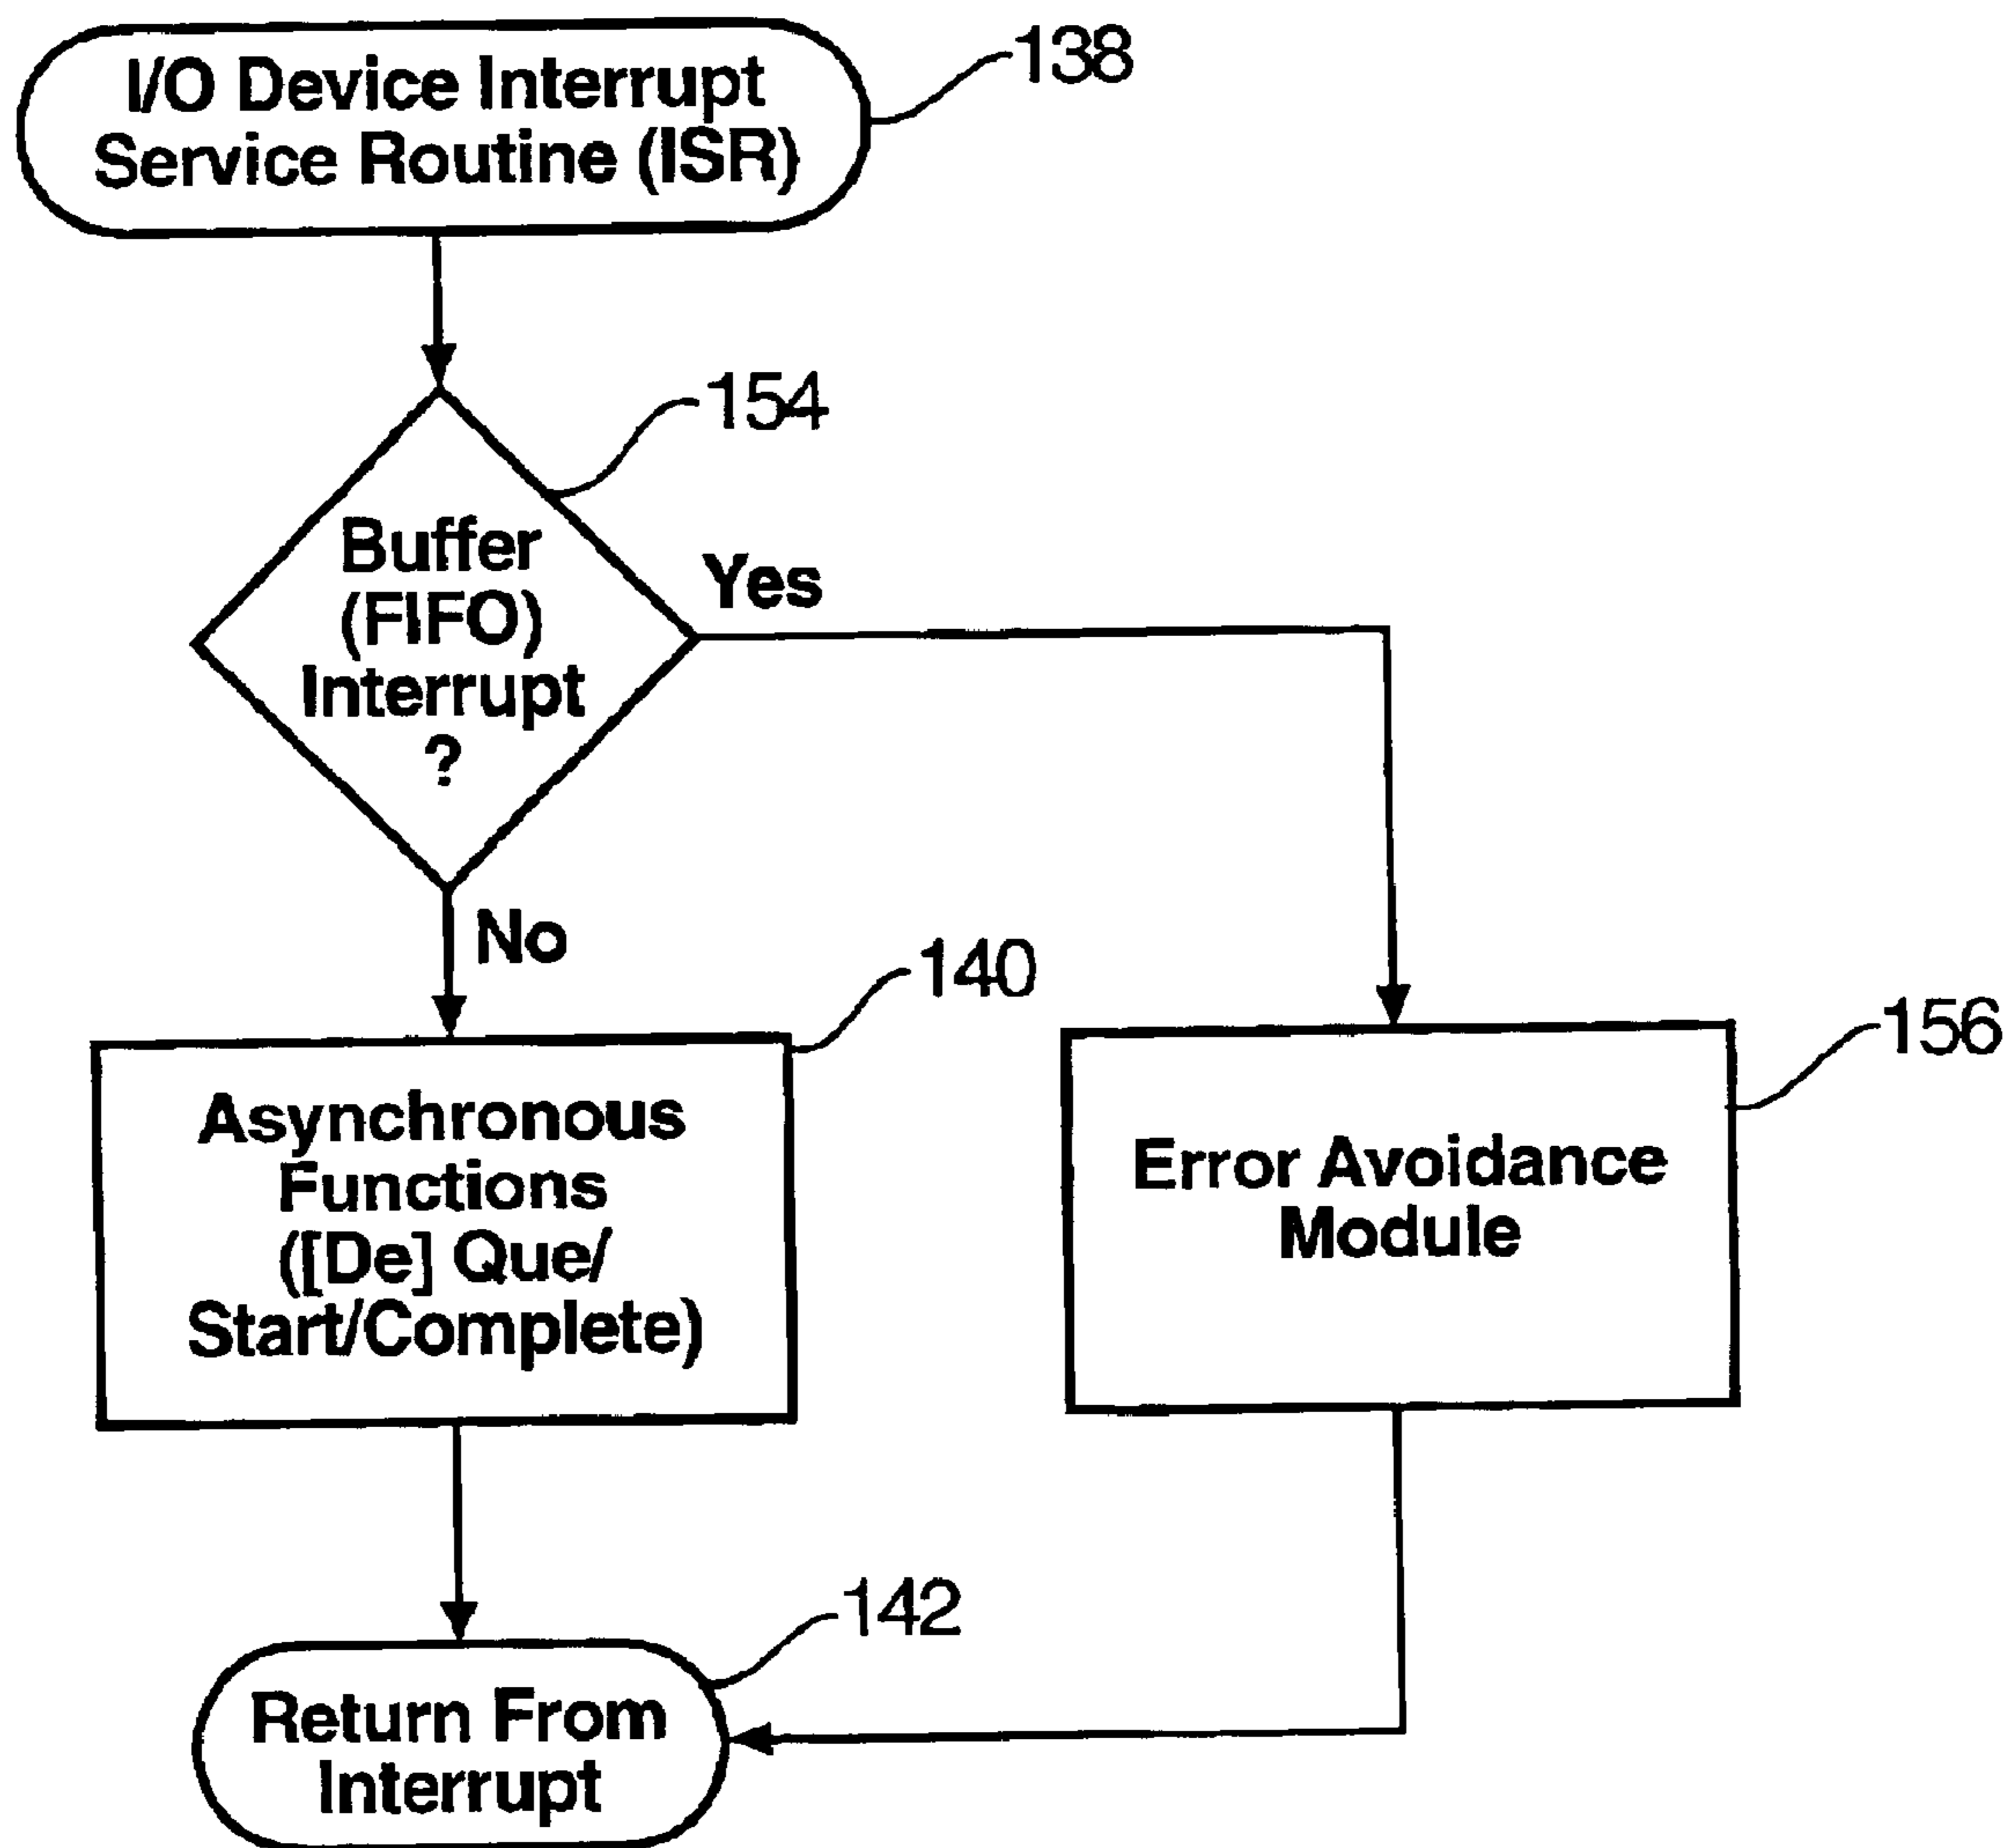 I/O Device Interrupt
Service Routine (ISR)
138
154
Buffer
(FIFO)
Interrupt
?
Yes
No
140
Asynchronous
Functions
([De] Que/
Start/Complete)
156
Error Avoidance
Module
142
Return From
Interrupt